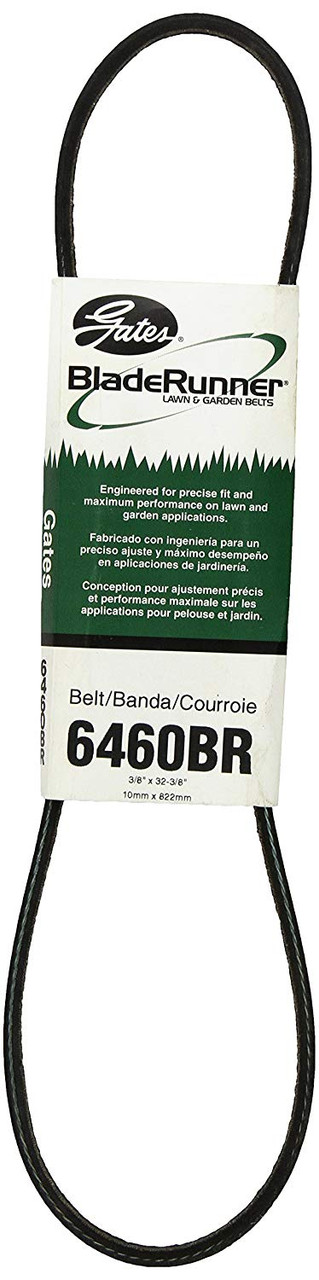 Gates®
BladeRunner®
LAWN & GARDEN BELTS
Engineered for precise fit and
maximum performance on lawn and
garden applications.
Fabricado con ingeniería para un
preciso ajuste y máximo desempeño
en aplicaciones de jardinería.
Conception pour ajustement précis
et performance maximale sur les
applications pour pelouse et jardin.
Gates
6460BR
Belt/Banda/Courroie
6460BR
3/8" x 32-3/8"
10mm x 822mm